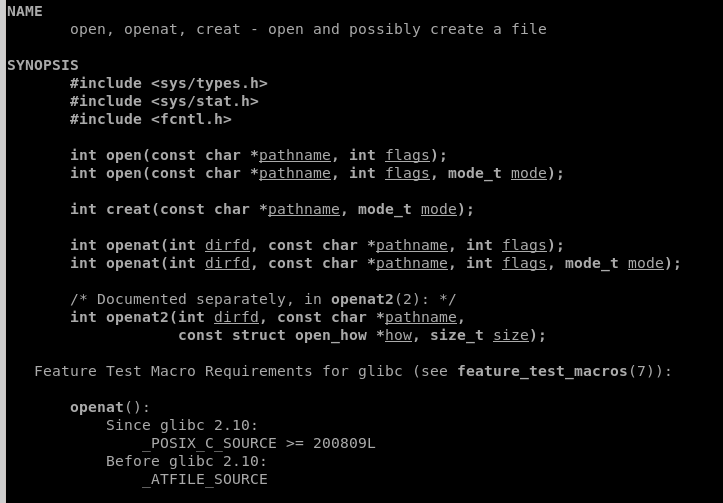 NAME
open, openat, creat - open and possibly create a file
SYNOPSIS
#include <sys/types.h>
#include <sys/stat.h>
#include <fcntl.h>
int open(const char *pathname, int flags);
int open(const char *pathname, int flags, mode_t mode);
int creat(const char *pathname, mode_t mode);
int openat(int dirfd, const char *pathname, int flags);
int openat(int dirfd, const char *pathname, int flags, mode_t mode);
/* Documented separately, in openat2(2): */
int openat2(int dirfd, const char *pathname,
const struct open_how *how, size_t size);
Feature Test Macro Requirements for glibc (see feature_test_macros(7)):
openat():
Since glibc 2.10:
_POSIX_C_SOURCE >= 200809L
Before glibc 2.10:
_ATFILE_SOURCE